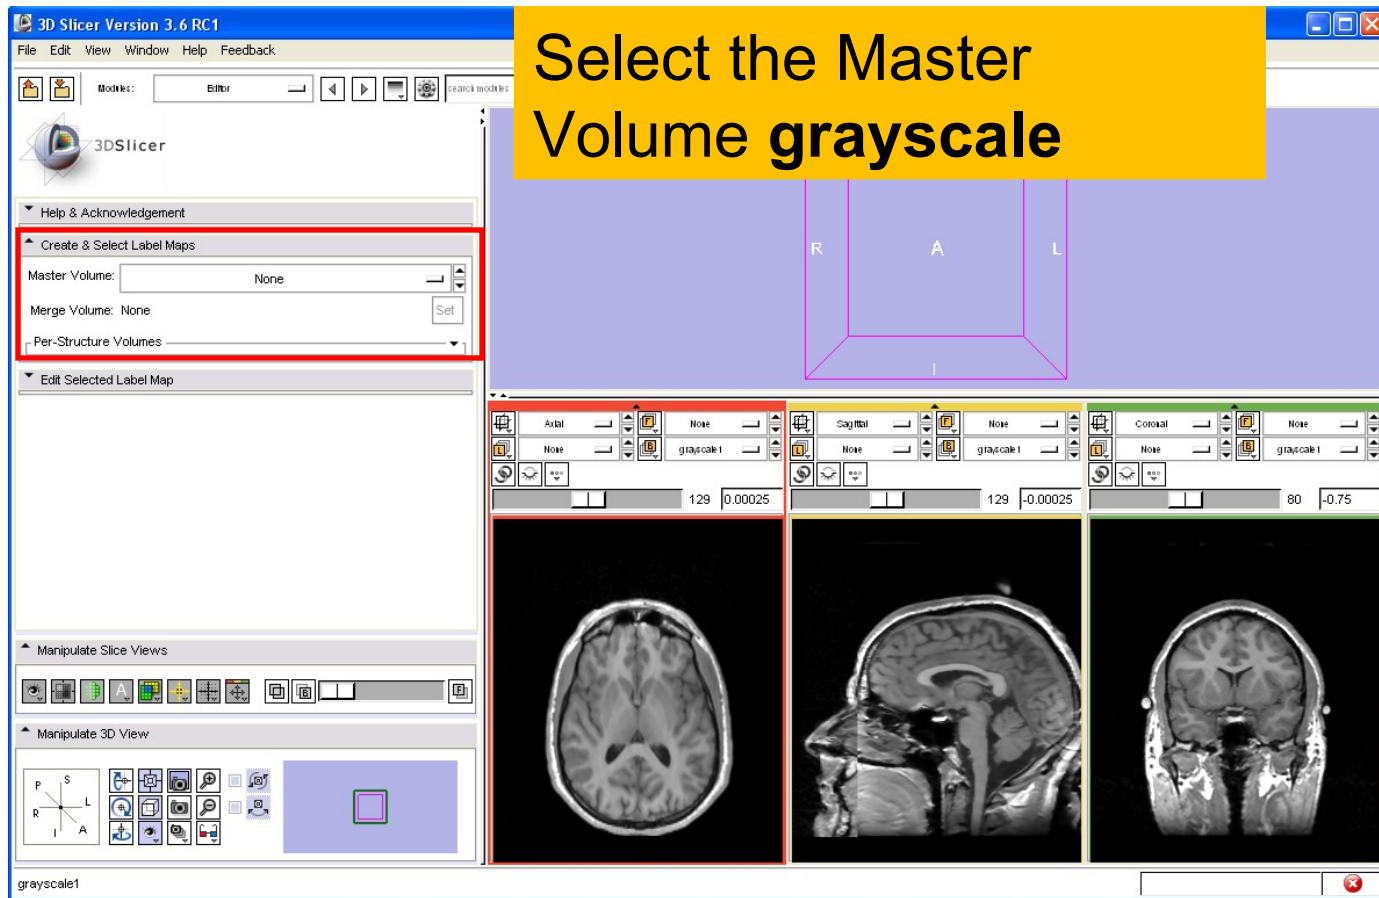 3D Slicer Version 3.6 RC1
File Edit View Window Help Feedback
Select the Master
Volume grayscale
Modules: Editor search modules
3DSlicer
Help & Acknowledgement
Create & Select Label Maps
Master Volume: None
Merge Volume: None Set
Per-Structure Volumes
Edit Selected Label Map
R A L
I
Axial F None Sagittal F None Coronal F None
L None B grayscale1 L None B grayscale1 L None B grayscale1
129 0.00025 129 -0.00025 80 -0.75
Manipulate Slice Views
A B F
Manipulate 3D View
P S
R L
I A
grayscale1